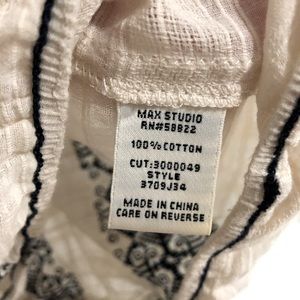 MAX STUDIO
RN#58822
100% COTTON
CUT:3000049
STYLE
3709J34
MADE IN CHINA
CARE ON REVERSE